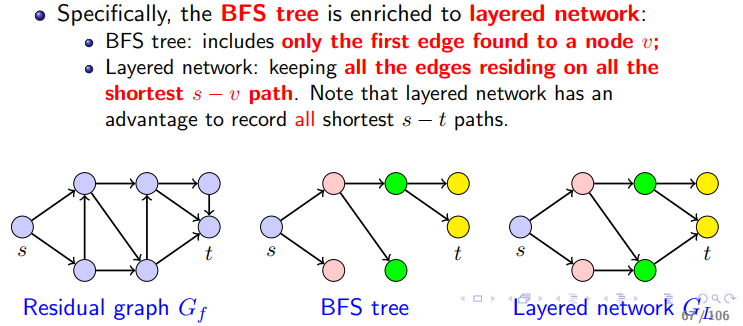 Specifically, the BFS tree is enriched to layered network:
BFS tree: includes only the first edge found to a node v;
Layered network: keeping all the edges residing on all the
shortest s − v path. Note that layered network has an
advantage to record all shortest s − t paths.
s t s t s t
Residual graph G_f BFS tree Layered network G_L
67 / 106